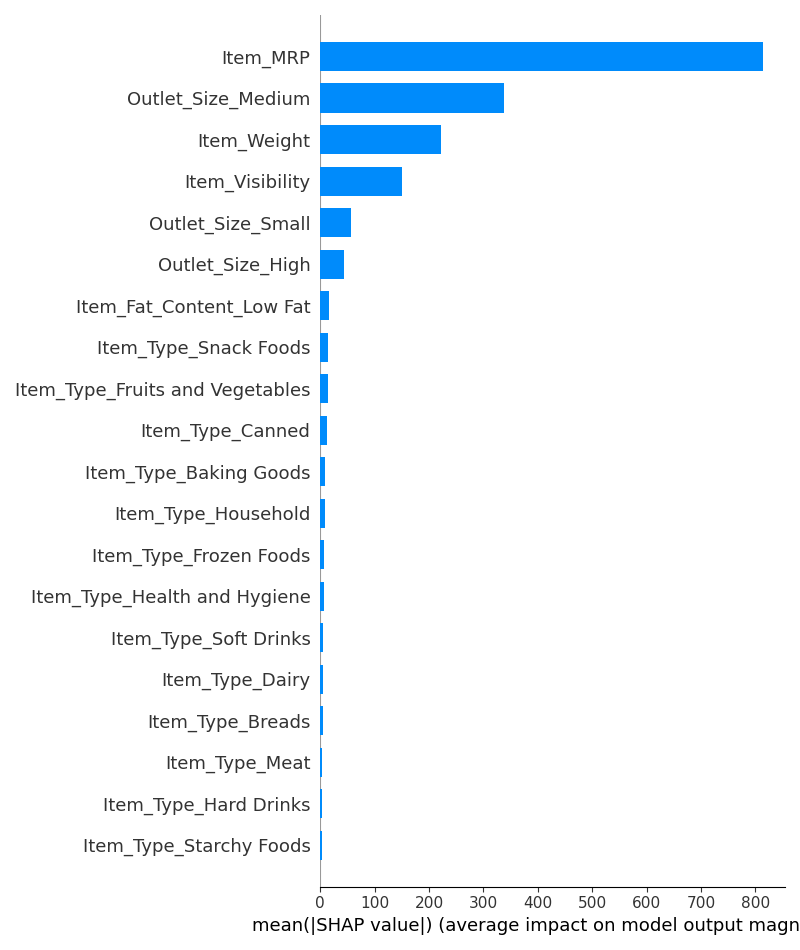 Item_MRP
Outlet_Size_Medium
Item_Weight
Item_Visibility
Outlet_Size_Small
Outlet_Size_High
Item_Fat_Content_Low Fat
Item_Type_Snack Foods
Item_Type_Fruits and Vegetables
Item_Type_Canned
Item_Type_Baking Goods
Item_Type_Household
Item_Type_Frozen Foods
Item_Type_Health and Hygiene
Item_Type_Soft Drinks
Item_Type_Dairy
Item_Type_Breads
Item_Type_Meat
Item_Type_Hard Drinks
Item_Type_Starchy Foods
0 100 200 300 400 500 600 700 800
mean(|SHAP value|) (average impact on model output magn